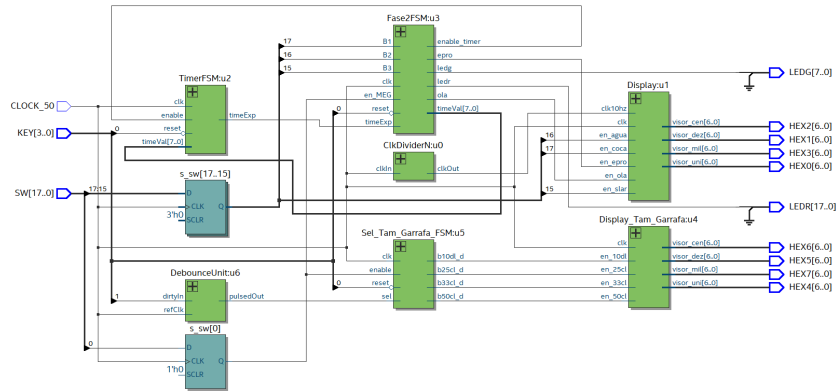 Fase2FSM:u3
17
B1
enable_timer
16
B2
epro
15
B3
ledg
LEDG[7..0]
clk
ledr
TimerFSM:u2
en_MEG
ola
Display:u1
CLOCK_50
clk
0
reset
timeVal[7..0]
clk10hz
enable
timeExp
timeExp
clk
visor_cen[6..0]
HEX2[6..0]
KEY[3..0]
0
reset
16
en_agua
visor_dez[6..0]
HEX1[6..0]
timeVal[7..0]
ClkDividerN:u0
17
en_coca
visor_mil[6..0]
HEX3[6..0]
clkIn
clkOut
en_epro
visor_uni[6..0]
HEX0[6..0]
s_sw[17..15]
en_ola
SW[17..0]
17:15
D
15
en_slar
CLK
Q
LEDR[17..0]
3'h0
SCLR
Sel_Tam_Garrafa_FSM:u5
Display_Tam_Garrafa:u4
clk
b10dl_d
clk
visor_cen[6..0]
HEX6[6..0]
DebounceUnit:u6
enable
b25cl_d
en_10dl
visor_dez[6..0]
HEX5[6..0]
0
reset
b33cl_d
en_25cl
visor_mil[6..0]
HEX7[6..0]
1
dirtyIn
pulsedOut
sel
b50cl_d
en_33cl
visor_uni[6..0]
HEX4[6..0]
refClk
en_50cl
s_sw[0]
0
D
CLK
Q
1'h0
SCLR